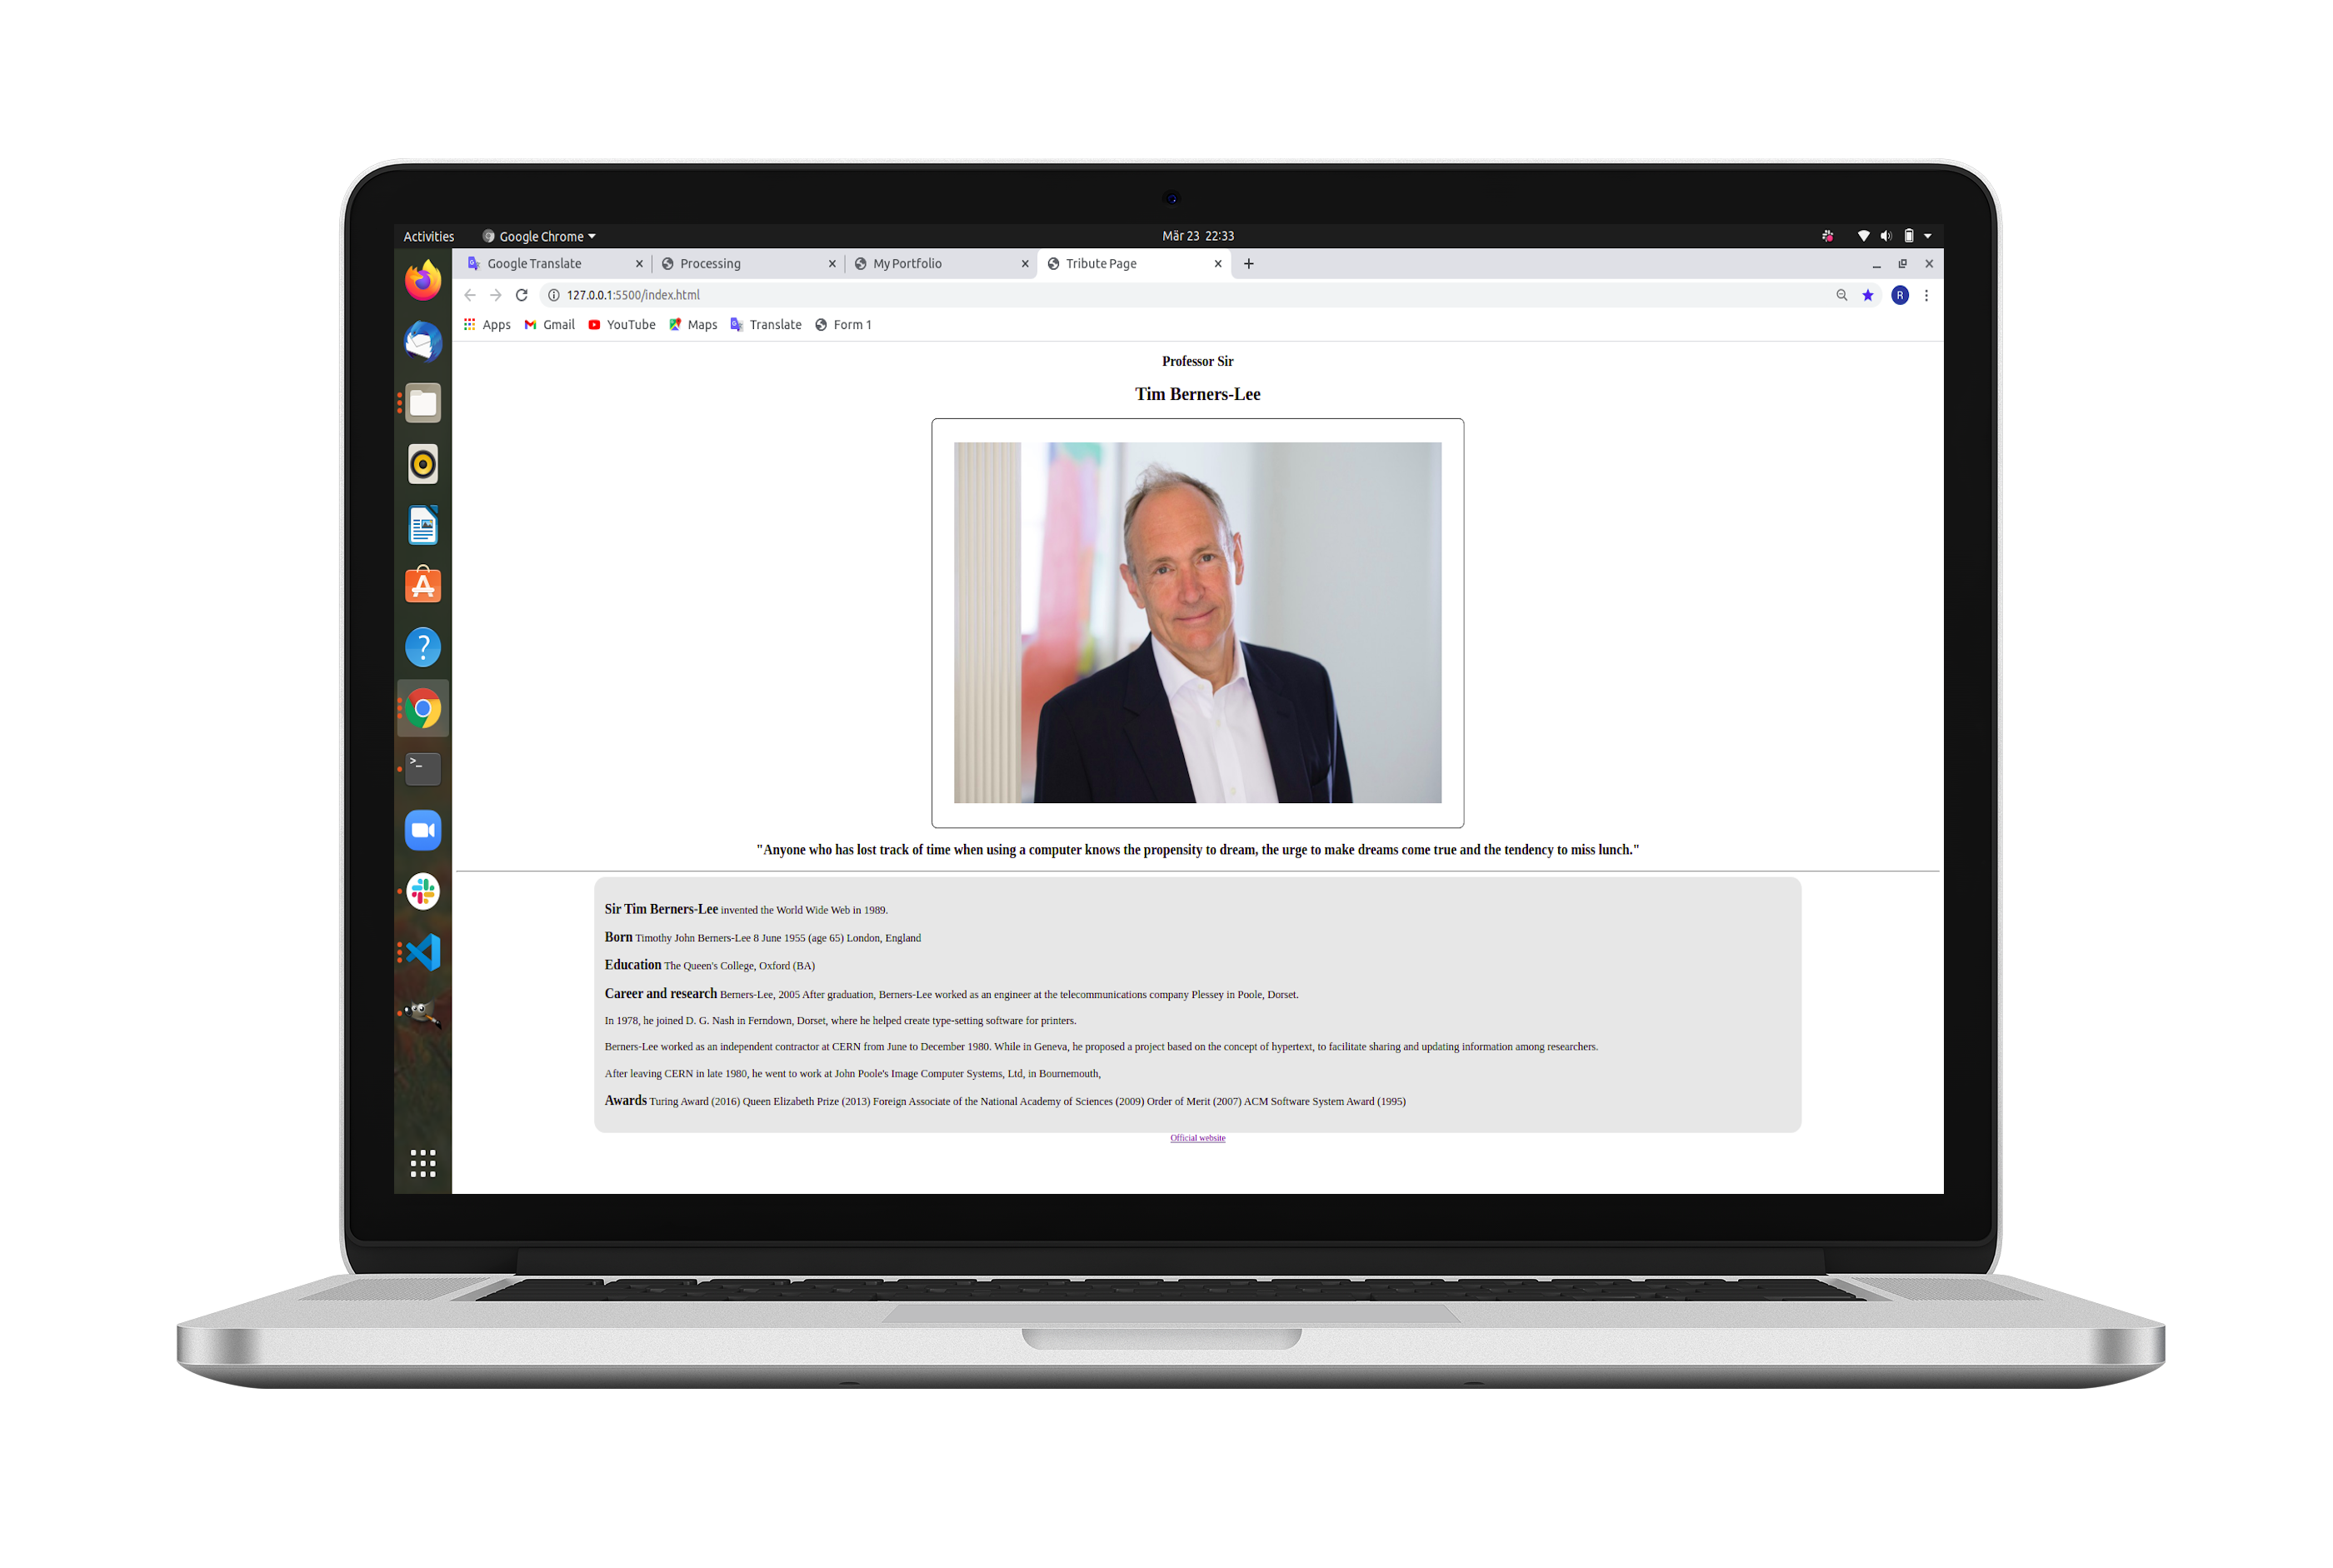 Activities Google Chrome Mär 23 22:33
Google Translate Processing My Portfolio Tribute Page
127.0.0.1:5500/index.html R
Apps Gmail YouTube Maps Translate Form 1
Professor Sir
Tim Berners-Lee
"Anyone who has lost track of time when using a computer knows the propensity to dream, the urge to make dreams come true and the tendency to miss lunch."
Sir Tim Berners-Lee invented the World Wide Web in 1989.
Born Timothy John Berners-Lee 8 June 1955 (age 65) London, England
Education The Queen's College, Oxford (BA)
Career and research Berners-Lee, 2005 After graduation, Berners-Lee worked as an engineer at the telecommunications company Plessey in Poole, Dorset.
In 1978, he joined D. G. Nash in Ferndown, Dorset, where he helped create type-setting software for printers.
Berners-Lee worked as an independent contractor at CERN from June to December 1980. While in Geneva, he proposed a project based on the concept of hypertext, to facilitate sharing and updating information among researchers.
After leaving CERN in late 1980, he went to work at John Poole's Image Computer Systems, Ltd, in Bournemouth,
Awards Turing Award (2016) Queen Elizabeth Prize (2013) Foreign Associate of the National Academy of Sciences (2009) Order of Merit (2007) ACM Software System Award (1995)
Official website